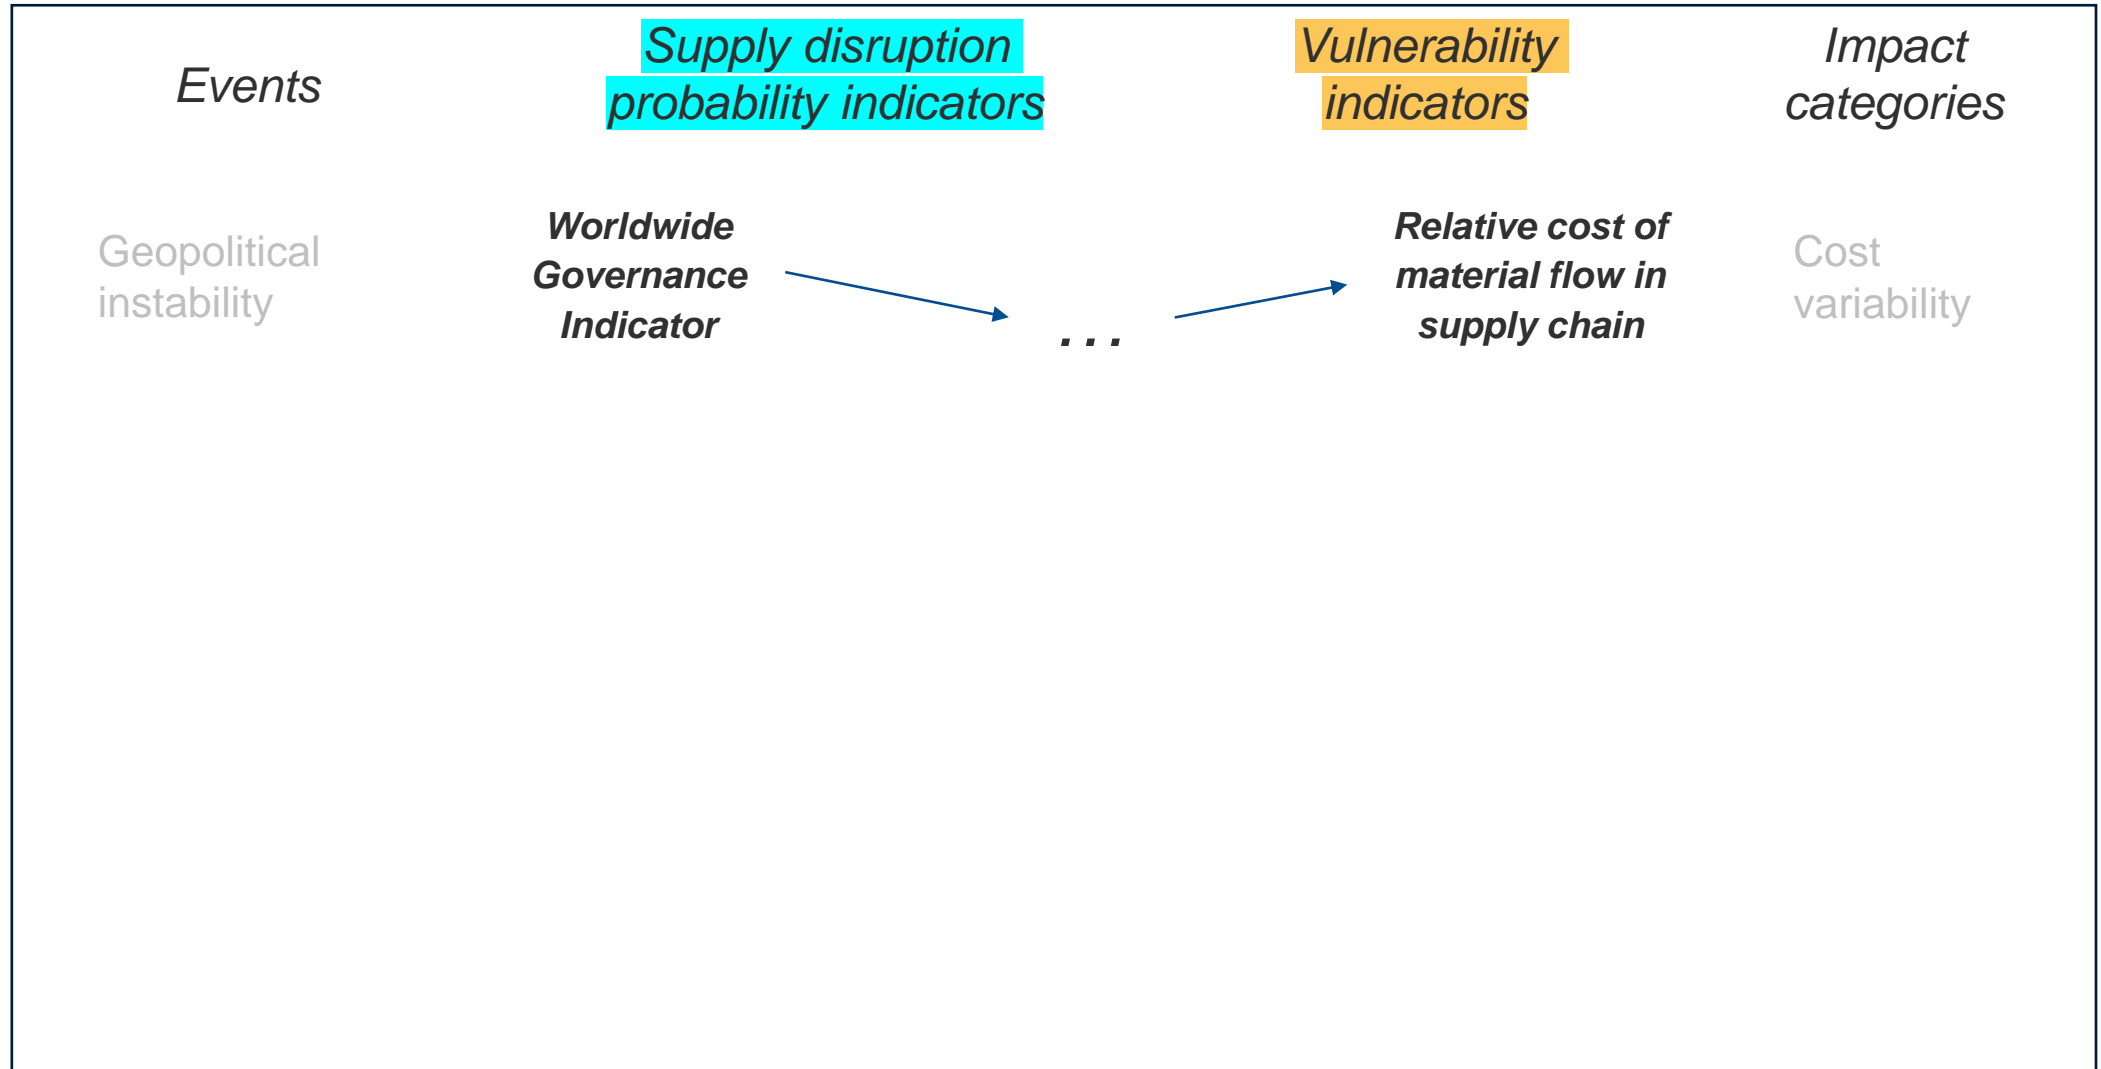 Events
Supply disruption
probability indicators
Vulnerability
indicators
Impact
categories
Geopolitical
instability
Worldwide
Governance
Indicator
...
Relative cost of
material flow in
supply chain
Cost
variability